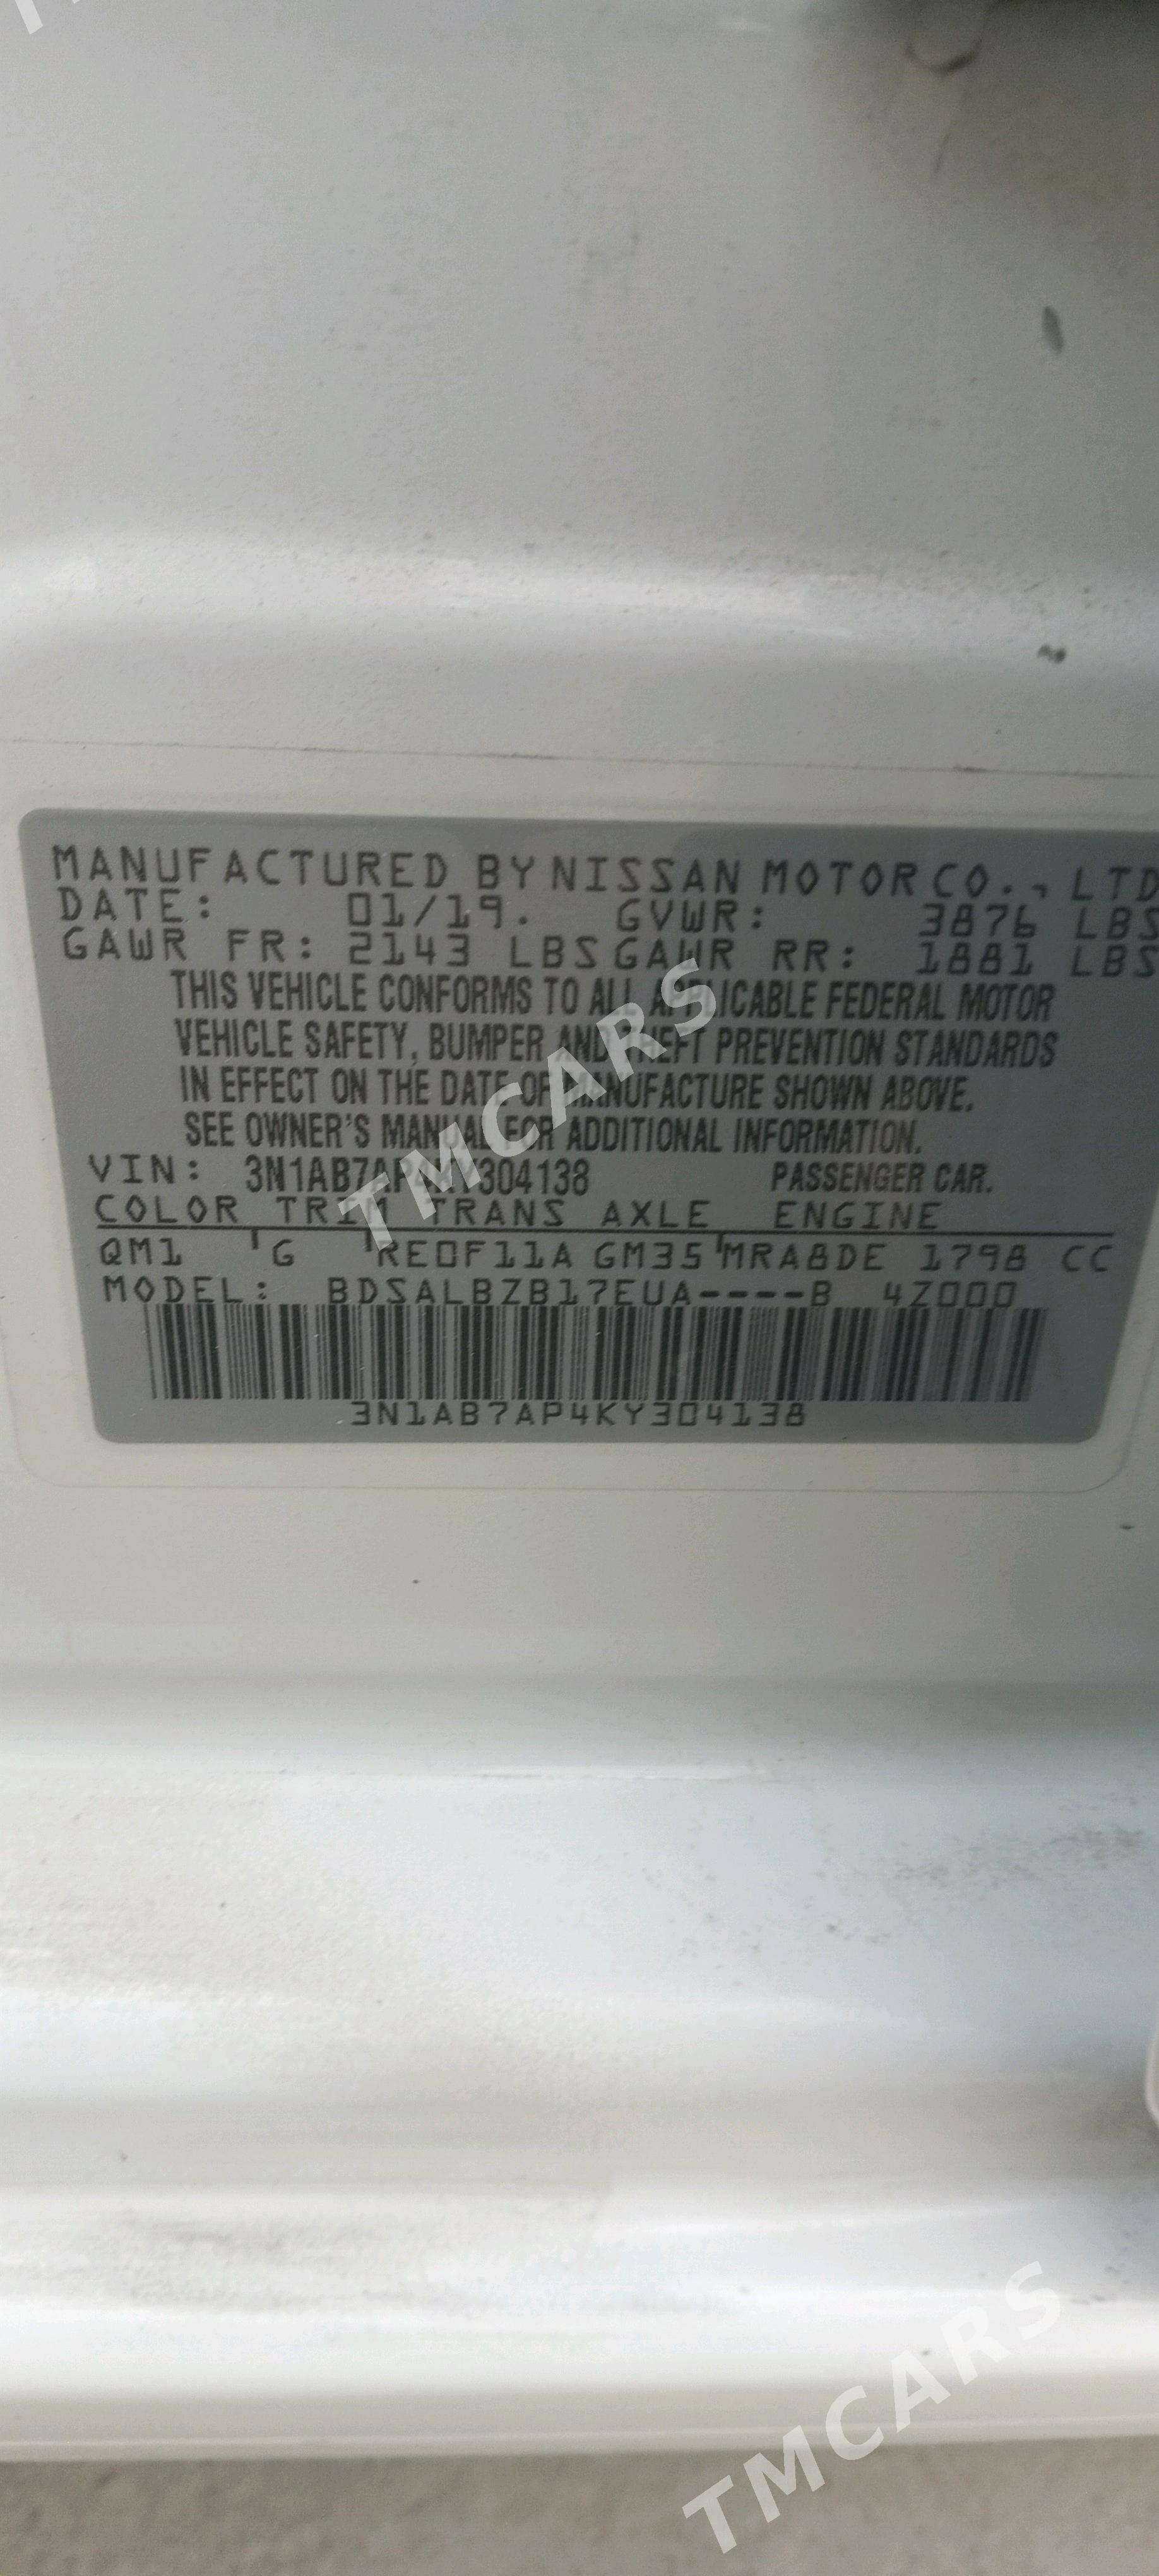 MANUFACTURED BY NISSAN MOTOR CO., LTD
DATE: 01/19. GVWR: 3876 LBS
GAWR FR: 2143 LBS GAWR RR: 1881 LBS
THIS VEHICLE CONFORMS TO ALL APPLICABLE FEDERAL MOTOR
VEHICLE SAFETY, BUMPER AND THEFT PREVENTION STANDARDS
IN EFFECT ON THE DATE OF MANUFACTURE SHOWN ABOVE.
SEE OWNER'S MANUAL FOR ADDITIONAL INFORMATION.
VIN: 3N1AB7AP4KY304138 PASSENGER CAR.
COLOR TRIM TRANS AXLE ENGINE
QM1 G RE0F11A GM35 MRA8DE 1798 CC
MODEL: BDSALBZB17EUA----B 4Z000
3N1AB7AP4KY304138
TMCARS
TMCARS